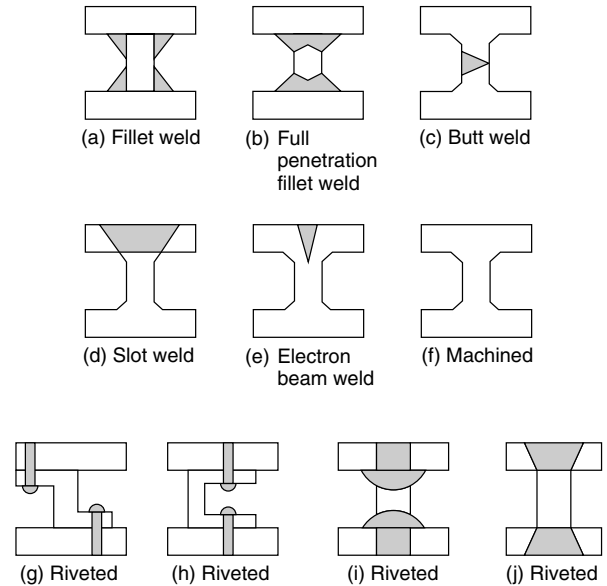 (a) Fillet weld
(b) Full
penetration
fillet weld
(c) Butt weld
(d) Slot weld
(e) Electron
beam weld
(f) Machined
(g) Riveted
(h) Riveted
(i) Riveted
(j) Riveted